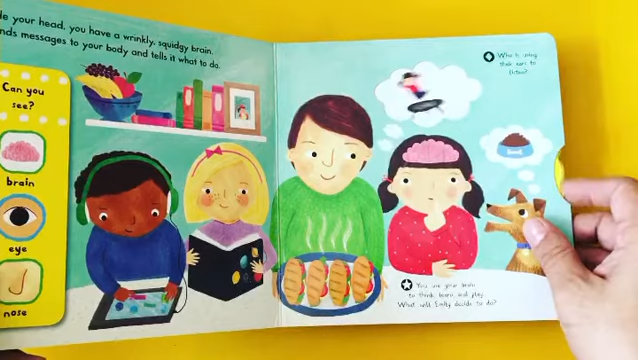 de your head, you have a wrinkly, squidgy brain.
nds messages to your body and tells it what to do.
Can you
see?
brain
eye
nose
Who is using
their ears to
listen?
You use your brain
to think, learn and play.
What will Emily decide to do?